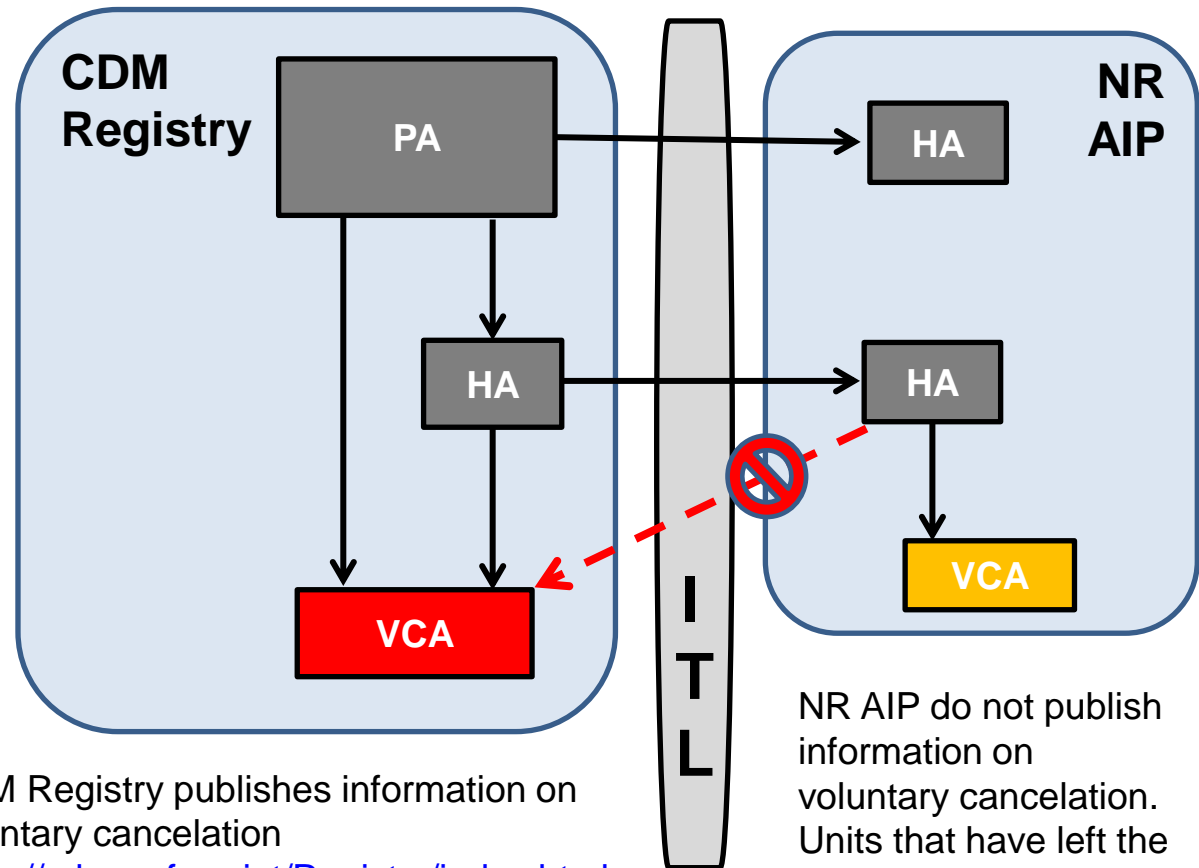 CDM
Registry
PA
HA
VCA
I
T
L
NR
AIP
HA
HA
VCA
M Registry publishes information on
ntary cancelation
NR AIP do not publish
information on
voluntary cancelation.
Units that have left the